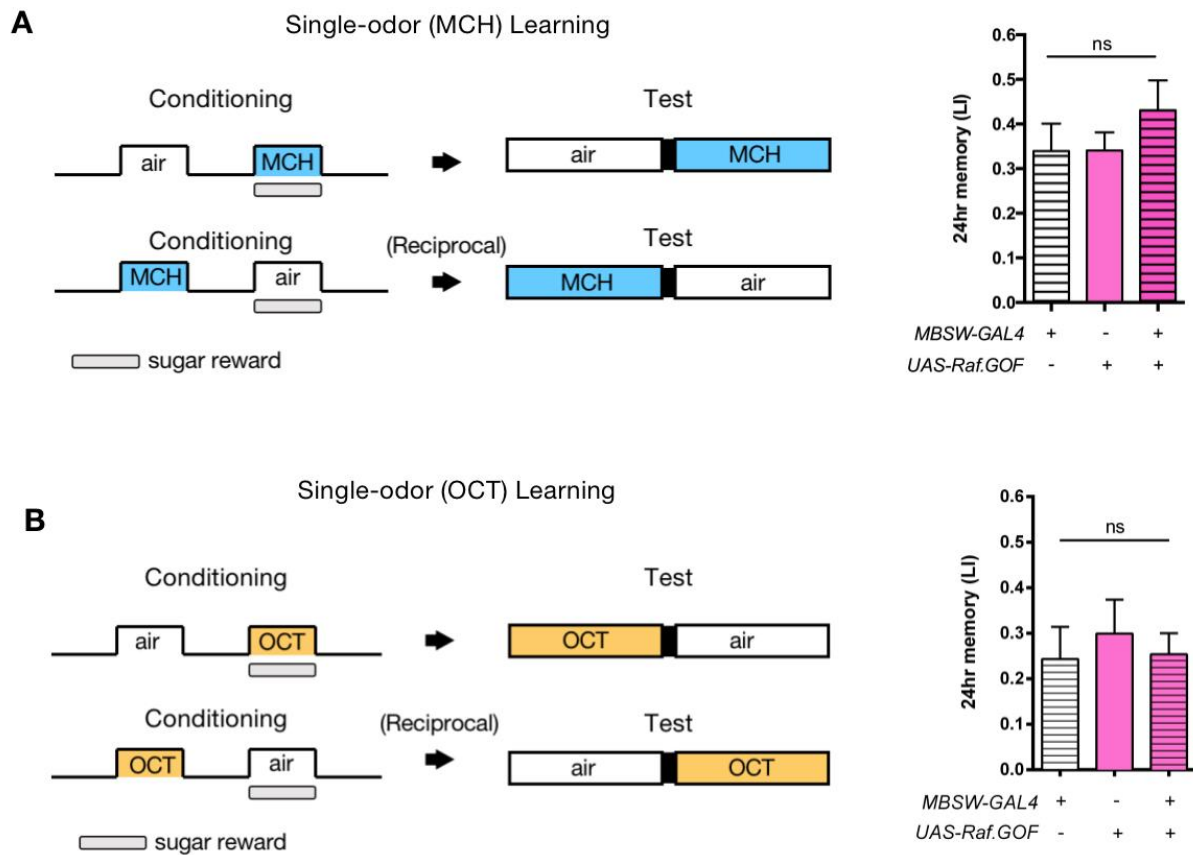 A
Single-odor (MCH) Learning
Conditioning
Test
air
MCH
air
MCH
Conditioning
(Reciprocal)
Test
MCH
air
MCH
air
sugar reward
24hr memory (LI)
0.6
0.5
0.4
0.3
0.2
0.1
0.0
ns
MBSW-GAL4 + - +
UAS-Raf.GOF - + +
B
Single-odor (OCT) Learning
Conditioning
Test
air
OCT
OCT
air
Conditioning
(Reciprocal)
Test
OCT
air
air
OCT
sugar reward
24hr memory (LI)
0.6
0.5
0.4
0.3
0.2
0.1
0.0
ns
MBSW-GAL4 + - +
UAS-Raf.GOF - + +